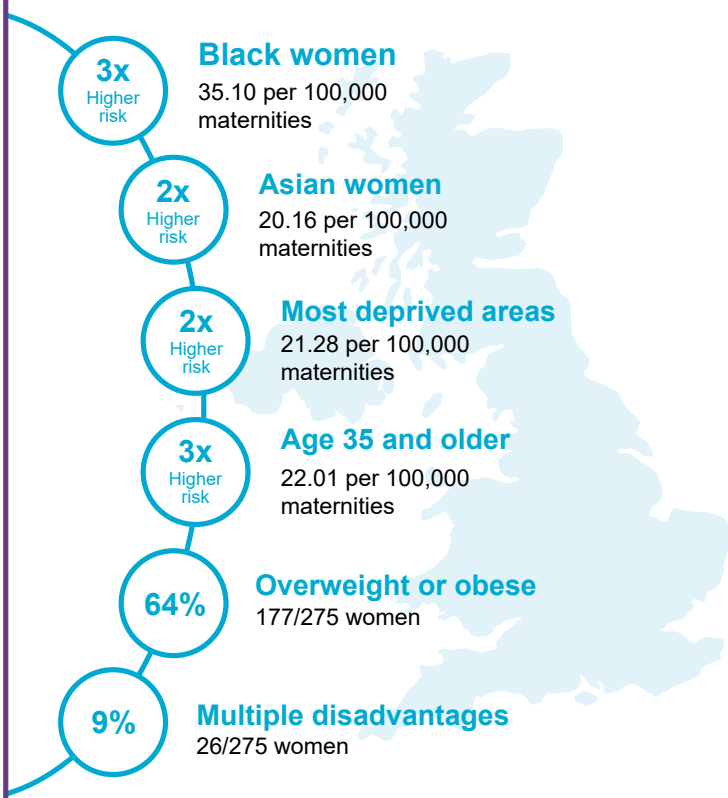 3x
Higher
risk
Black women
35.10 per 100,000
maternities
2x
Higher
risk
Asian women
20.16 per 100,000
maternities
2x
Higher
risk
Most deprived areas
21.28 per 100,000
maternities
3x
Higher
risk
Age 35 and older
22.01 per 100,000
maternities
64%
Overweight or obese
177/275 women
9%
Multiple disadvantages
26/275 women